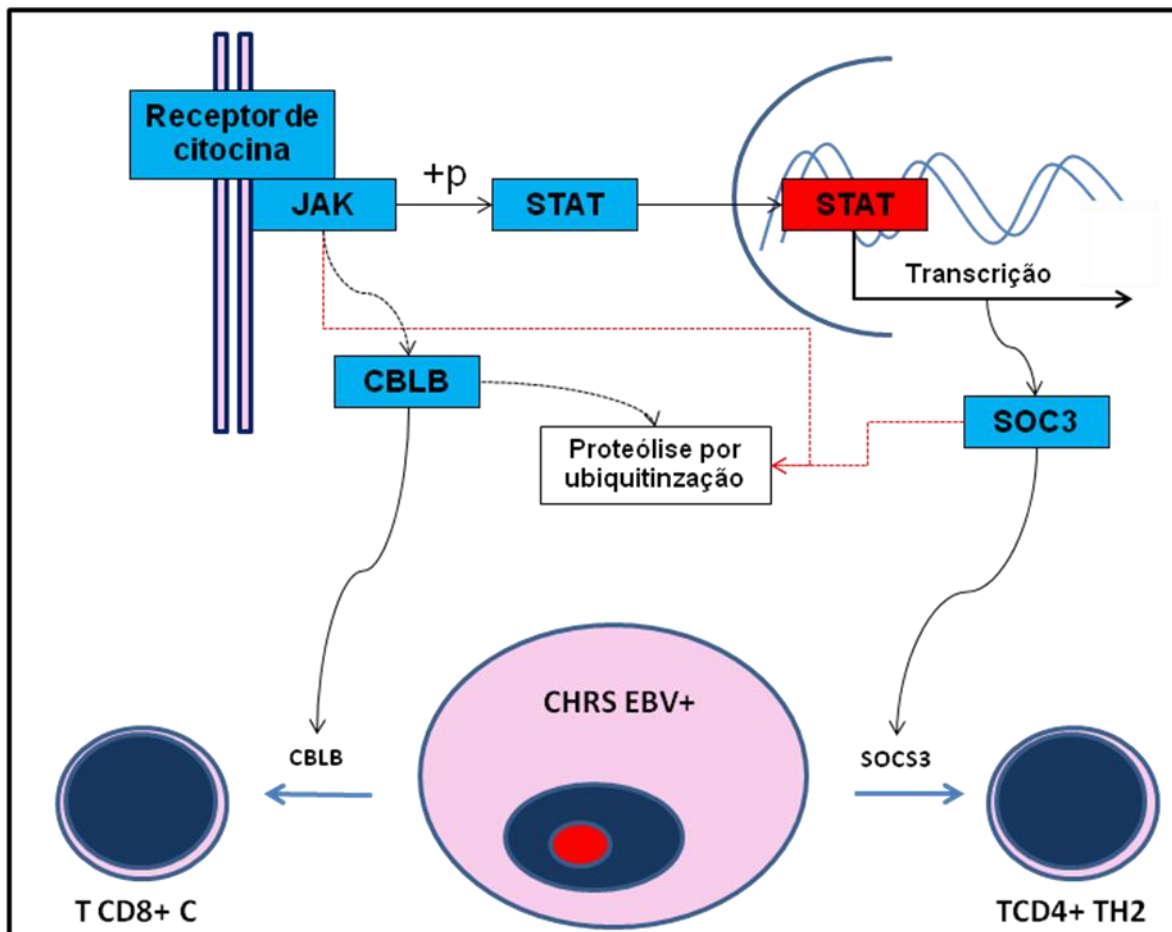 Receptor de
citocina
JAK
+p
STAT
STAT
Transcrição
CBLB
SOC3
Proteólise por
ubiquitinzação
CHRS EBV+
CBLB
SOCS3
T CD8+ C
TCD4+ TH2